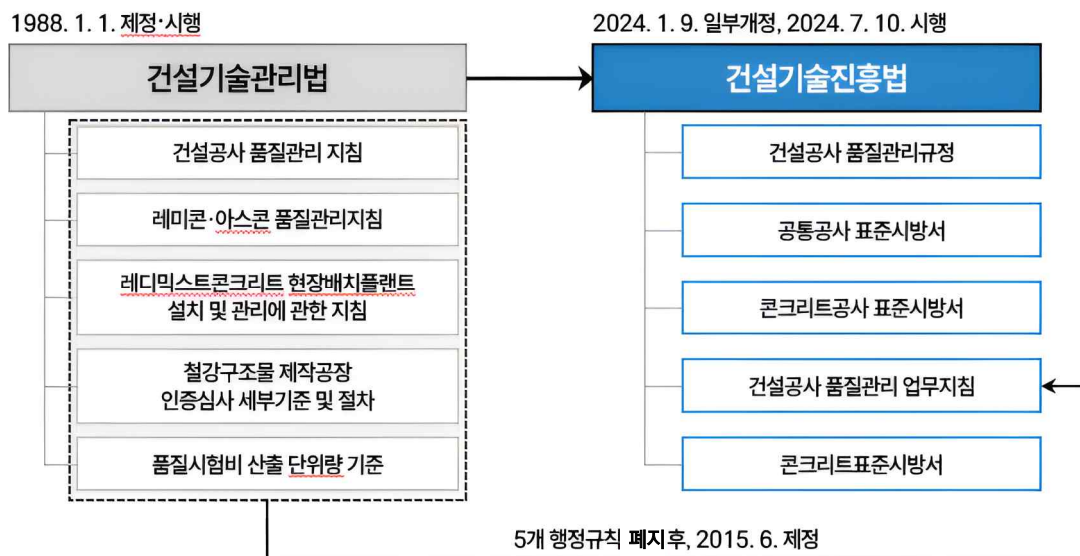 1988. 1. 1. 제정·시행
건설기술관리법
건설공사 품질관리 지침
레미콘·아스콘 품질관리지침
레디믹스트콘크리트 현장배치플랜트
설치 및 관리에 관한 지침
철강구조물 제작공장
인증심사 세부기준 및 절차
품질시험비 산출 단위량 기준
2024. 1. 9. 일부개정, 2024. 7. 10. 시행
건설기술진흥법
건설공사 품질관리규정
공통공사 표준시방서
콘크리트공사 표준시방서
건설공사 품질관리 업무지침
콘크리트표준시방서
5개 행정규칙 폐지후, 2015. 6. 제정